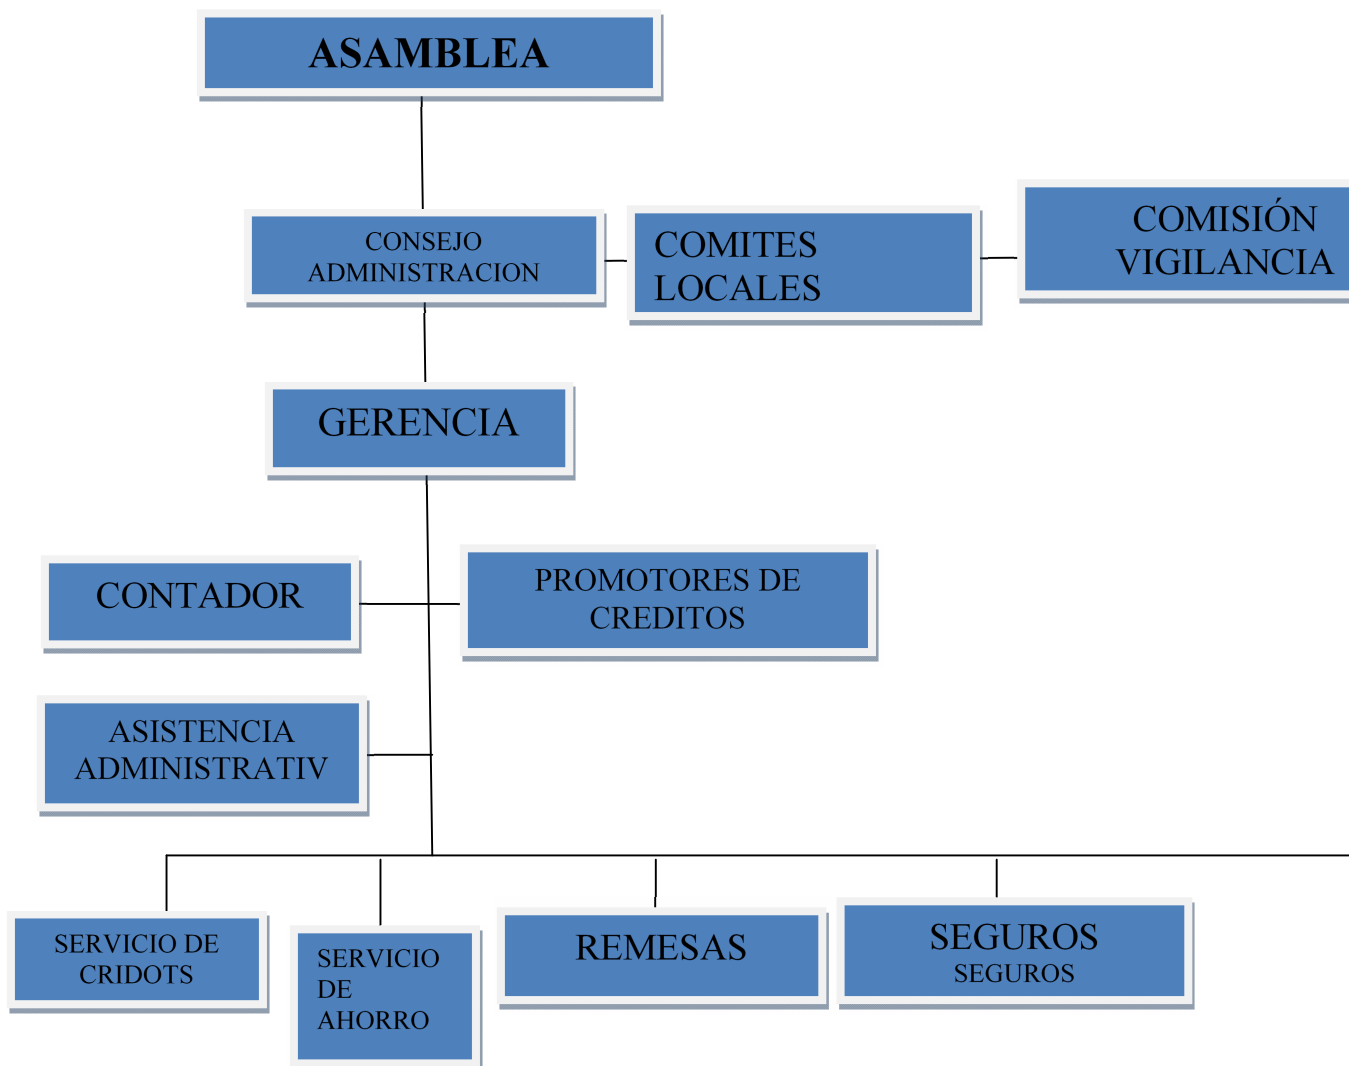 ASAMBLEA
CONSEJO
ADMINISTRACION
COMITES
LOCALES
COMISIÓN
VIGILANCIA
GERENCIA
CONTADOR
PROMOTORES DE
CREDITOS
ASISTENCIA
ADMINISTRATIV
SERVICIO DE
CRIDOTS
SERVICIO
DE
AHORRO
REMESAS
SEGUROS
SEGUROS